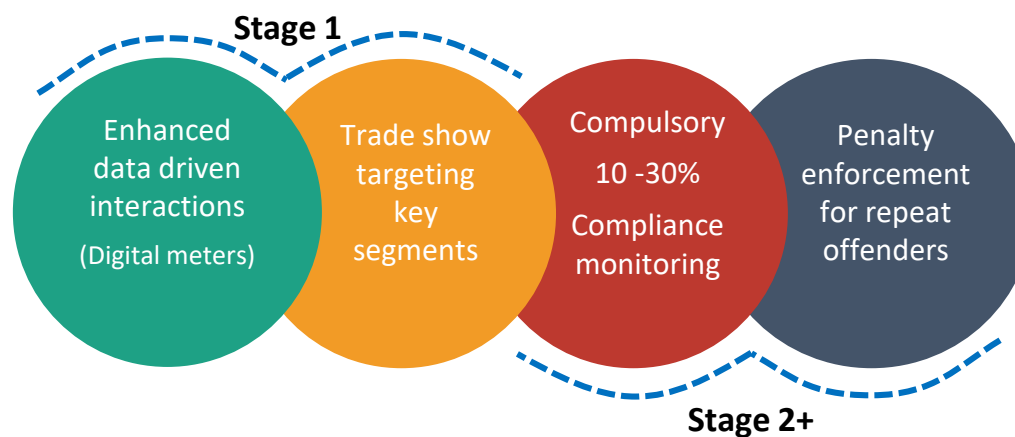 Stage 1
Enhanced
data driven
interactions
(Digital meters)
Trade show
targeting
key
segments
Compulsory
10 -30%
Compliance
monitoring
Penalty
enforcement
for repeat
offenders
Stage 2+